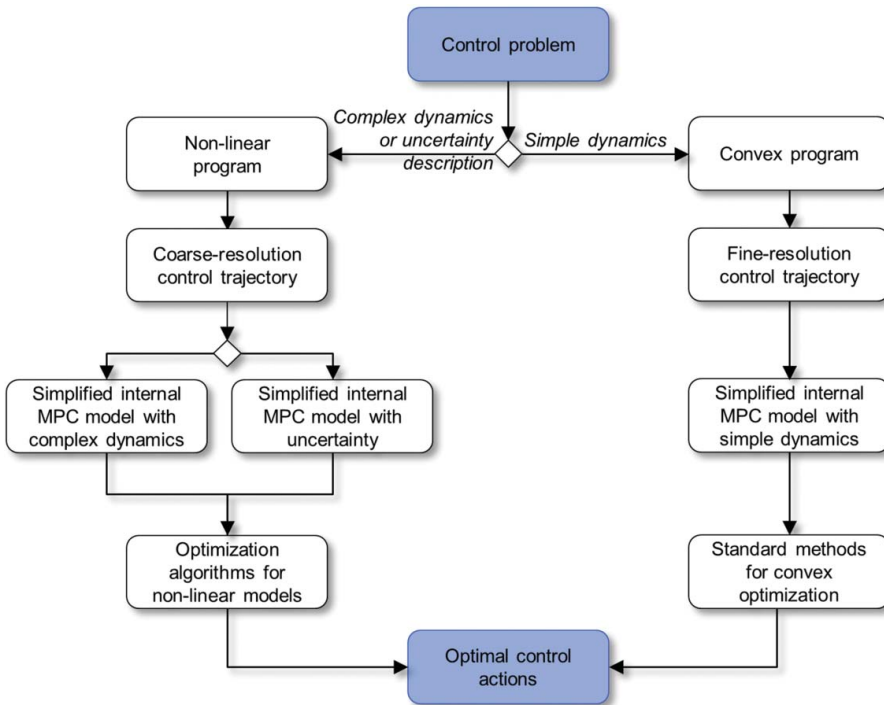 Control problem
Complex dynamics
or uncertainty
description
Simple dynamics
Non-linear
program
Convex program
Coarse-resolution
control trajectory
Fine-resolution
control trajectory
Simplified internal
MPC model with
complex dynamics
Simplified internal
MPC model with
uncertainty
Simplified internal
MPC model with
simple dynamics
Optimization
algorithms for
non-linear models
Standard methods
for convex
optimization
Optimal control
actions